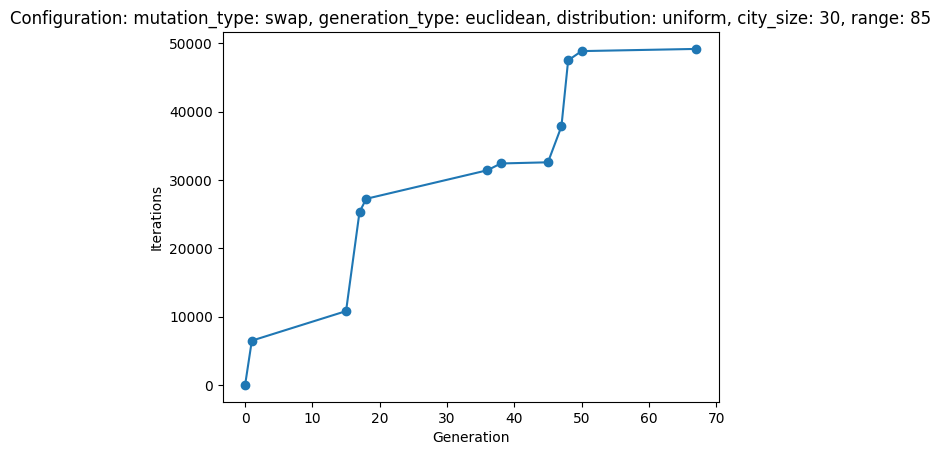 Configuration: mutation_type: swap, generation_type: euclidean, distribution: uniform, city_size: 30, range: 85
50000
40000
30000
20000
10000
0
Iterations
0 10 20 30 40 50 60 70
Generation